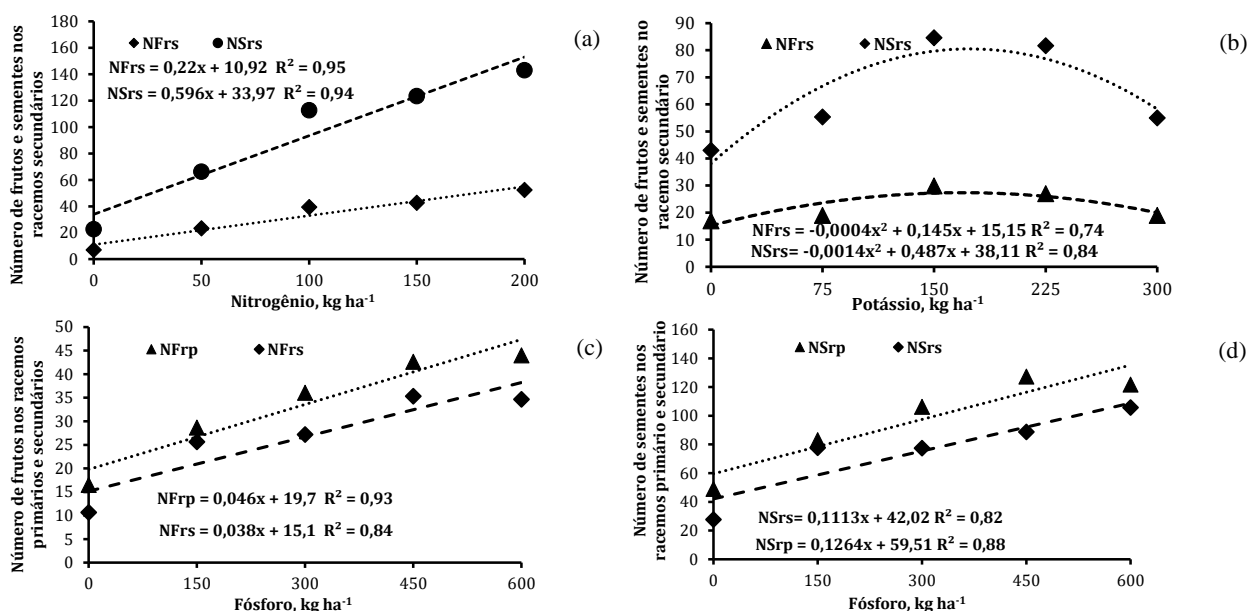 Número de frutos e sementes nos
racemos secundários
180
160
140
120
100
80
60
40
20
0
NFrs NSrs
NFrs = 0,22x + 10,92 R² = 0,95
NSrs = 0,596x + 33,97 R² = 0,94
(a)
0 50 100 150 200
Nitrogênio, kg ha⁻¹
Número de frutos e sementes no
racemo secundário
90
80
70
60
50
40
30
20
10
0
NFrs NSrs
(b)
NFrs = -0,0004x² + 0,145x + 15,15 R² = 0,74
NSrs= -0,0014x² + 0,487x + 38,11 R² = 0,84
0 75 150 225 300
Potássio, kg ha⁻¹
Número de frutos nos racemos
primários e secundários
50
45
40
35
30
25
20
15
10
5
0
NFrp NFrs
(c)
NFrp = 0,046x + 19,7 R² = 0,93
NFrs = 0,038x + 15,1 R² = 0,84
0 150 300 450 600
Fósforo, kg ha⁻¹
Número de sementes nos
racemos primário e secundário
160
140
120
100
80
60
40
20
0
NSrp NSrs
(d)
NSrs= 0,1113x + 42,02 R² = 0,82
NSrp = 0,1264x + 59,51 R² = 0,88
0 150 300 450 600
Fósforo, kg ha⁻¹